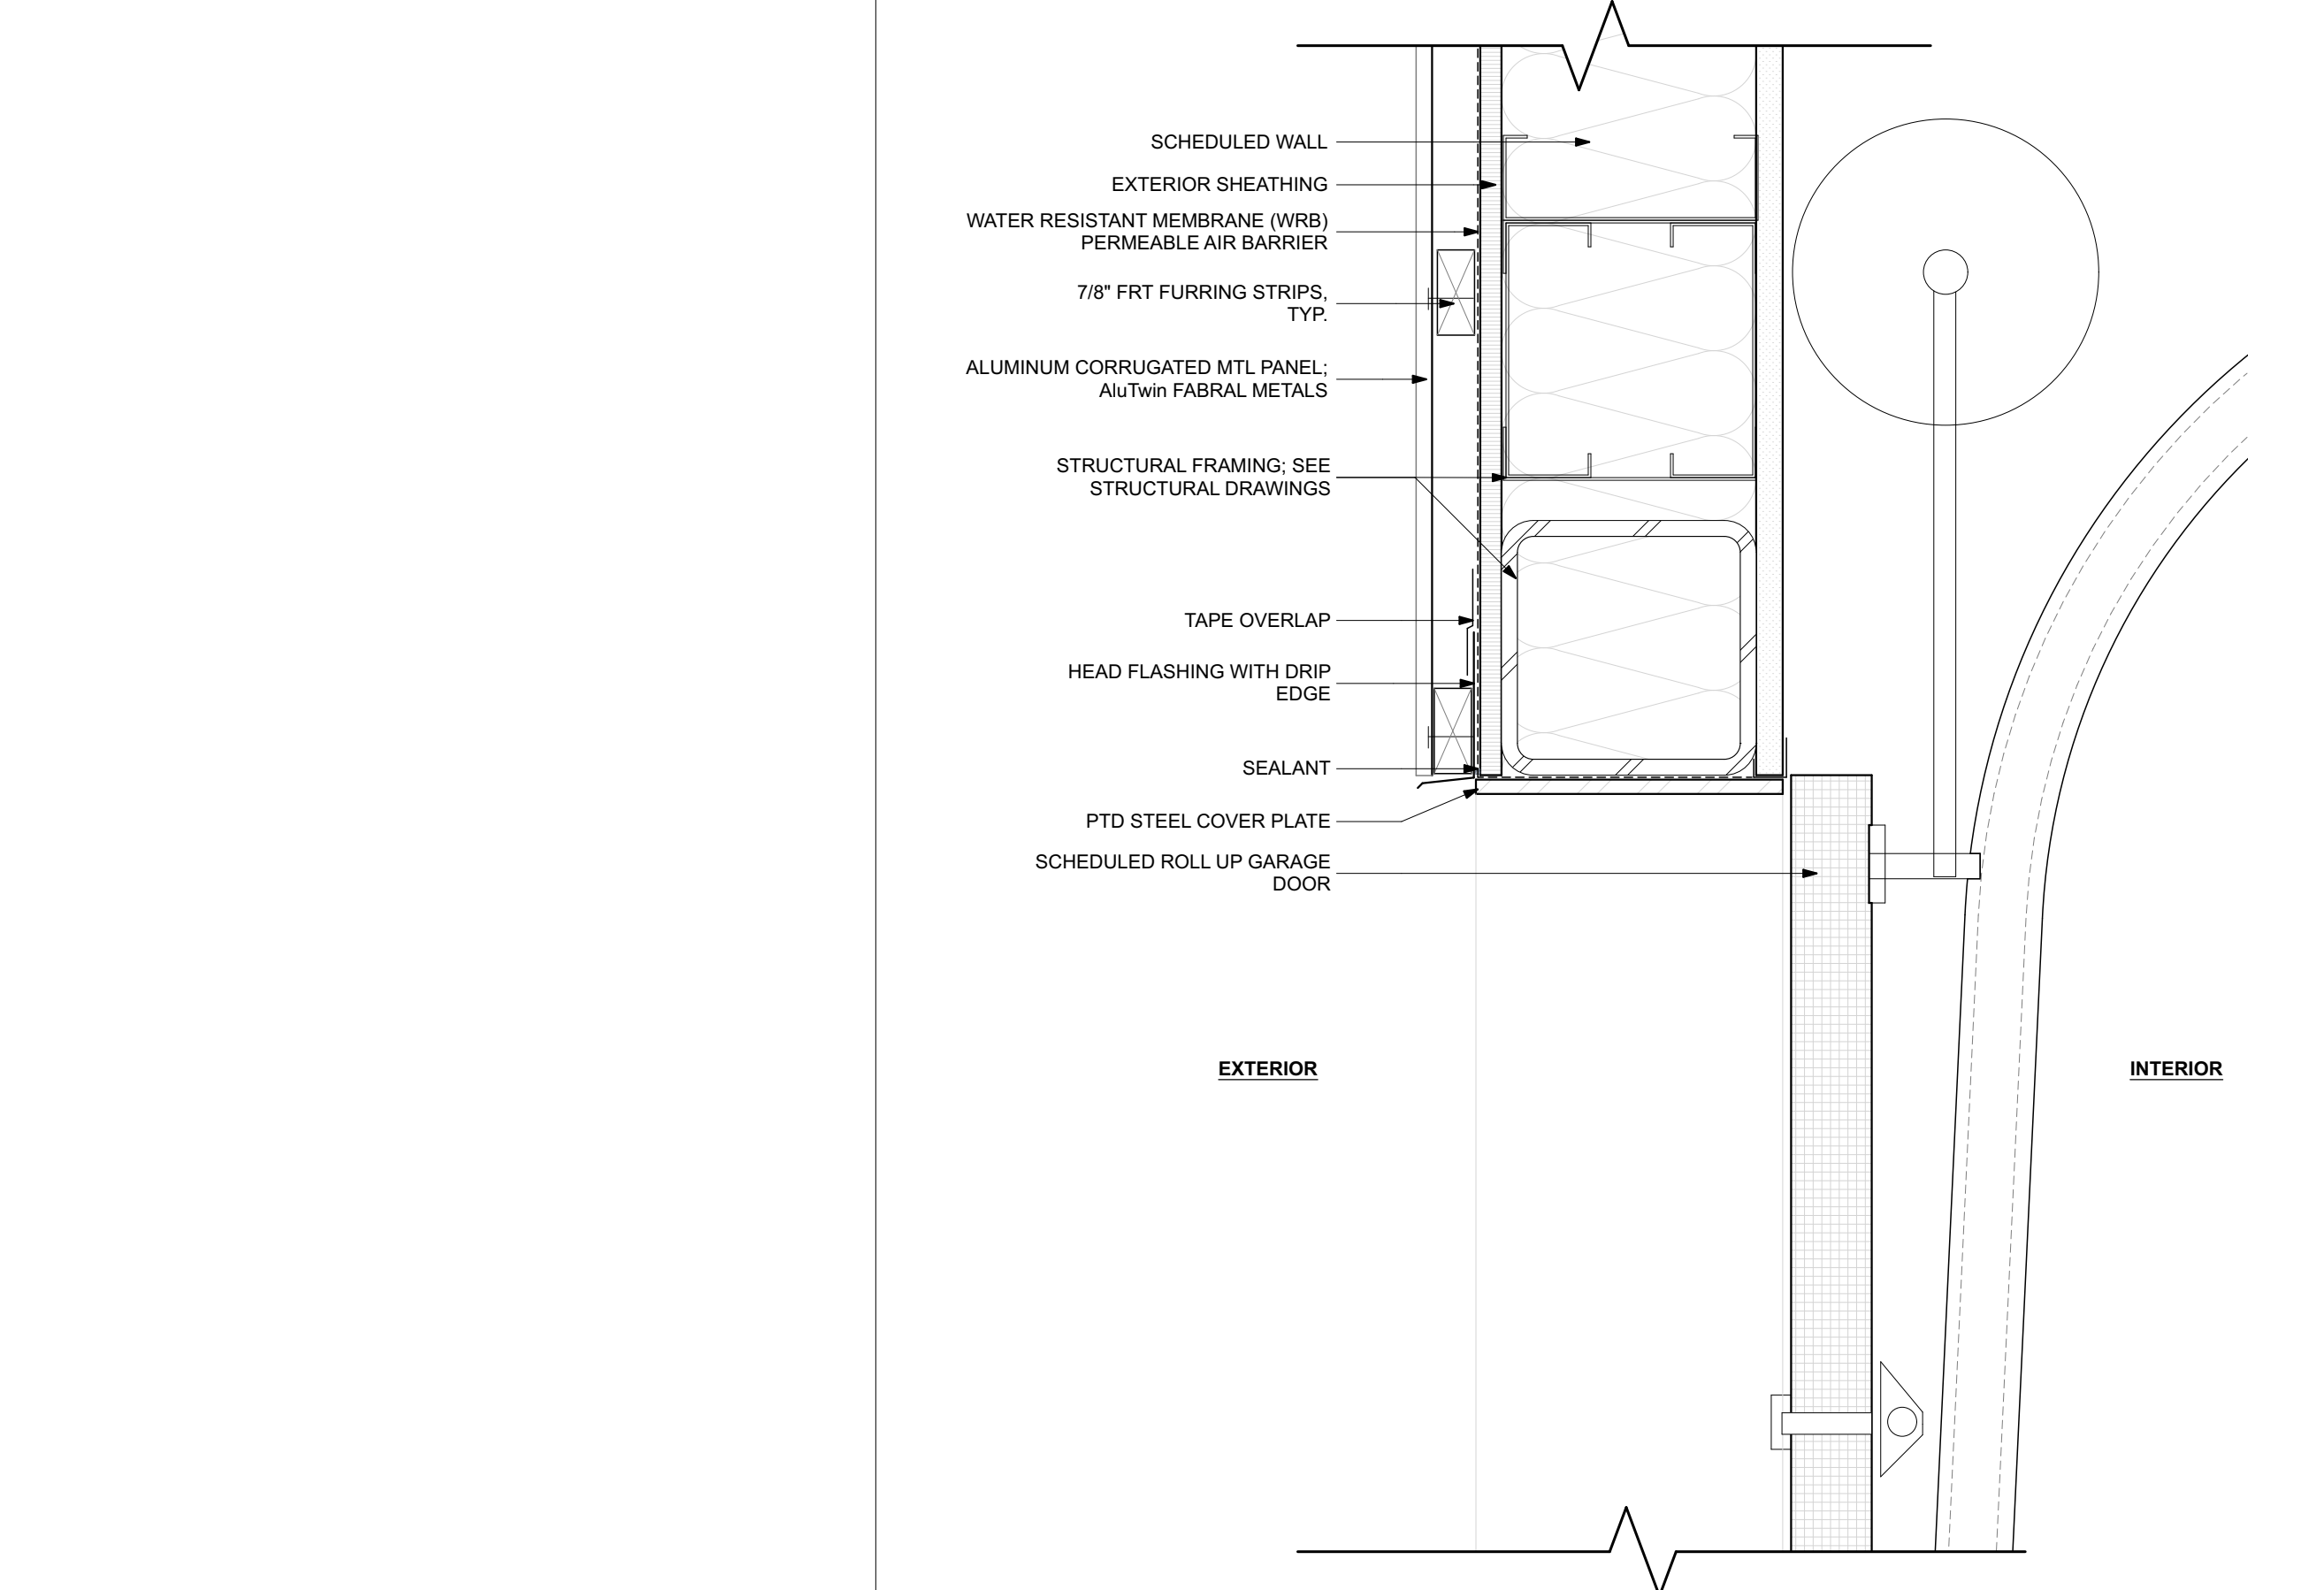 SCHEDULED WALL
EXTERIOR SHEATHING
WATER RESISTANT MEMBRANE (WRB)
PERMEABLE AIR BARRIER
7/8" FRT FURRING STRIPS,
TYP.
ALUMINUM CORRUGATED MTL PANEL;
AluTwin FABRAL METALS
STRUCTURAL FRAMING; SEE
STRUCTURAL DRAWINGS
TAPE OVERLAP
HEAD FLASHING WITH DRIP
EDGE
SEALANT
PTD STEEL COVER PLATE
SCHEDULED ROLL UP GARAGE
DOOR
EXTERIOR
INTERIOR